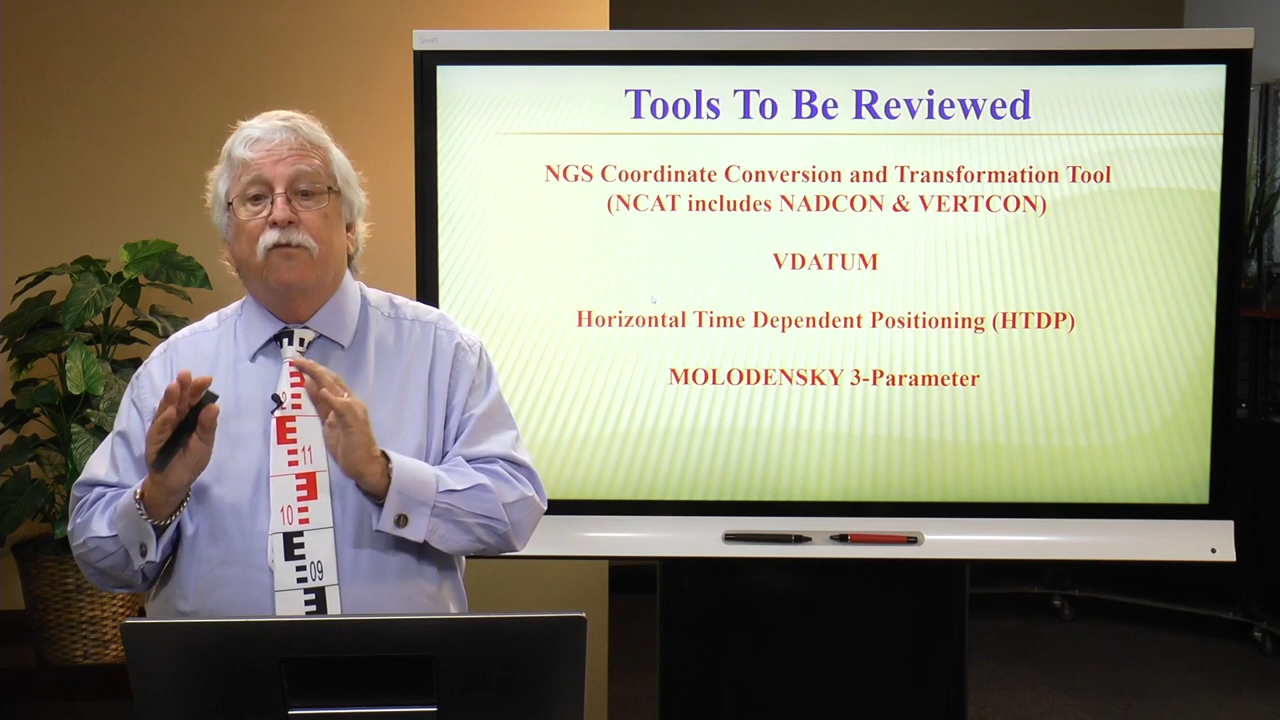 Tools To Be Reviewed
NGS Coordinate Conversion and Transformation Tool
(NCAT includes NADCON & VERTCON)
VDATUM
Horizontal Time Dependent Positioning (HTDP)
MOLODENSKY 3-Parameter
11
10
09